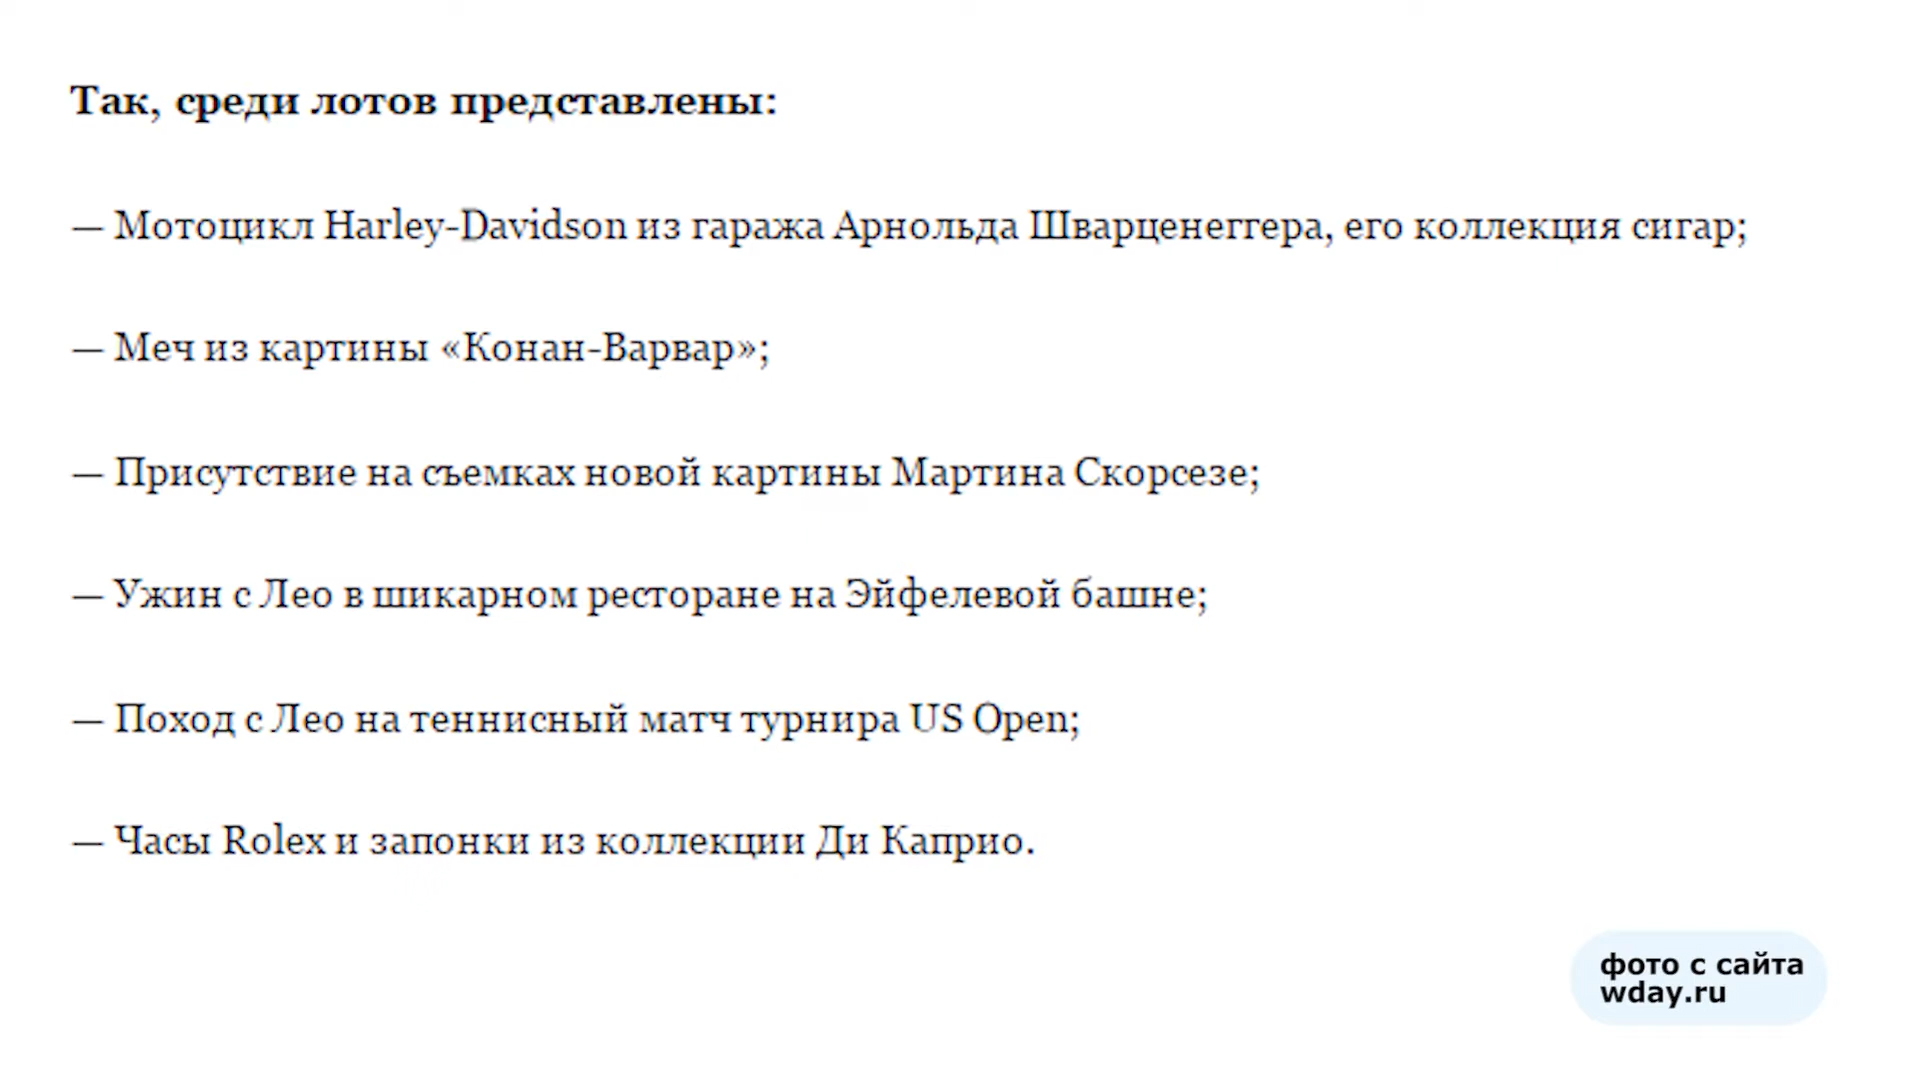 Так, среди лотов представлены:
— Мотоцикл Harley-Davidson из гаража Арнольда Шварценеггера, его коллекция сигар;
— Меч из картины «Конан-Варвар»;
— Присутствие на съемках новой картины Мартина Скорсезе;
— Ужин с Лео в шикарном ресторане на Эйфелевой башне;
— Поход с Лео на теннисный матч турнира US Open;
— Часы Rolex и запонки из коллекции Ди Каприо.
фото с сайта
wday.ru